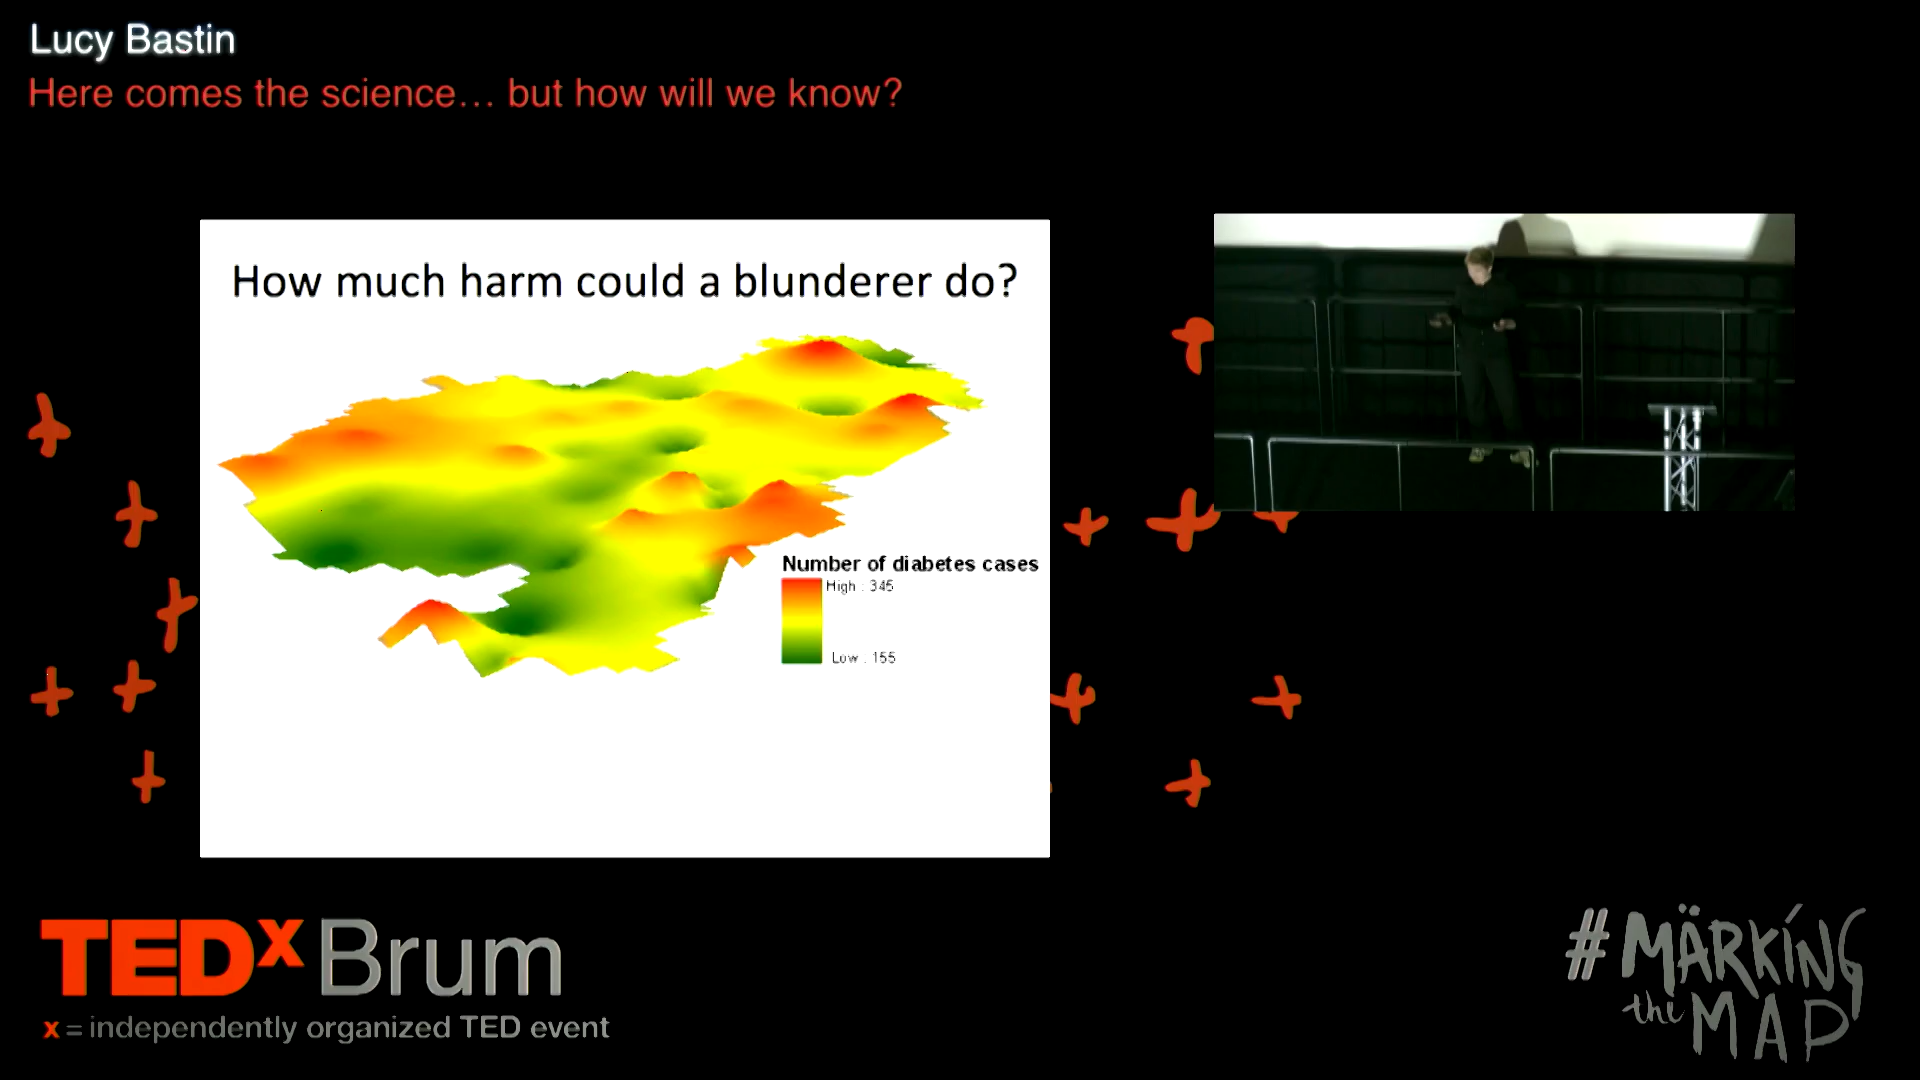 Lucy Bastin
Here comes the science... but how will we know?
How much harm could a blunderer do?
Number of diabetes cases
High : 345
Low : 155
TEDx Brum
x = independently organized TED event
#MÄRKÍNG
the MAP